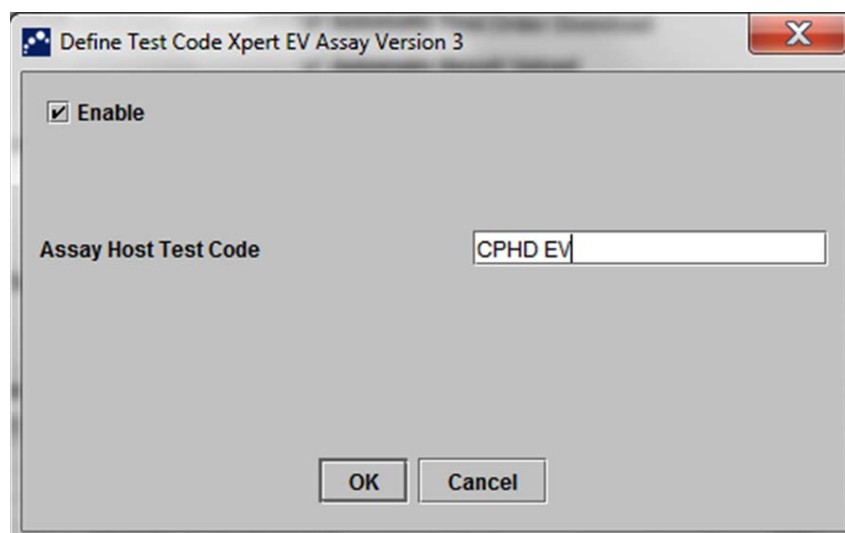 Define Test Code Xpert EV Assay Version 3
Enable
Assay Host Test Code CPHD EV
OK Cancel